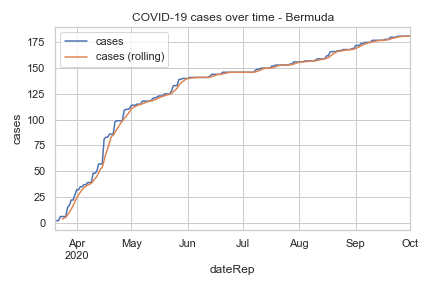 COVID-19 cases over time - Bermuda
cases
cases (rolling)
cases
175
150
125
100
75
50
25
0
Apr May Jun Jul Aug Sep Oct
2020
dateRep